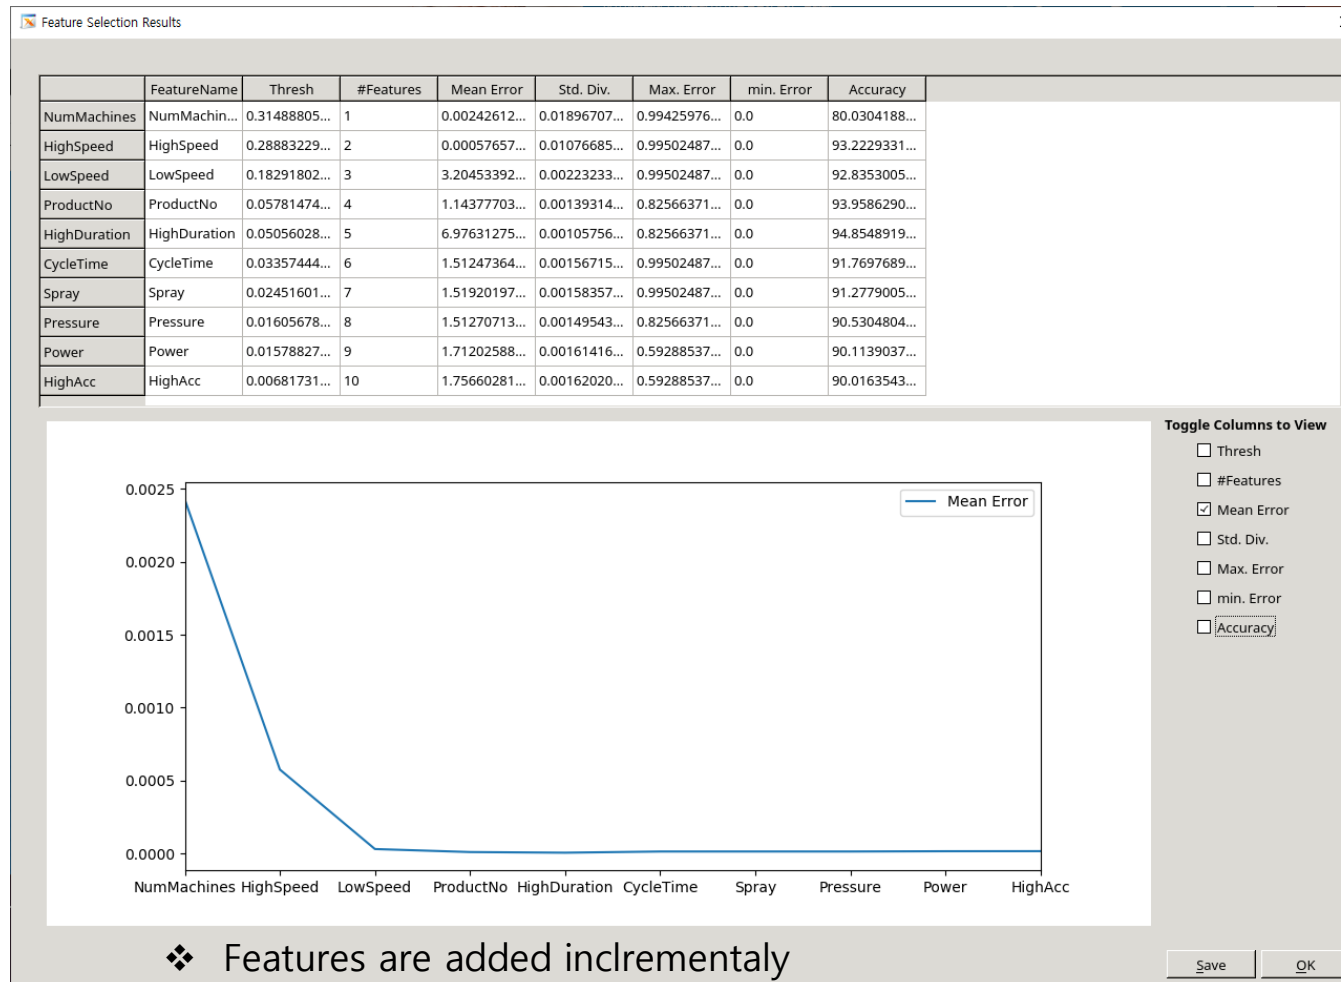 Feature Selection Results
FeatureName Thresh #Features Mean Error Std. Div. Max. Error min. Error Accuracy
NumMachines NumMachin... 0.31488805... 1 0.00242612... 0.01896707... 0.99425976... 0.0 80.0304188...
HighSpeed HighSpeed 0.28883229... 2 0.00057657... 0.01076685... 0.99502487... 0.0 93.2229331...
LowSpeed LowSpeed 0.18291802... 3 3.20453392... 0.00223233... 0.99502487... 0.0 92.8353005...
ProductNo ProductNo 0.05781474... 4 1.14377703... 0.00139314... 0.82566371... 0.0 93.9586290...
HighDuration HighDuration 0.05056028... 5 6.97631275... 0.00105756... 0.82566371... 0.0 94.8548919...
CycleTime CycleTime 0.03357444... 6 1.51247364... 0.00156715... 0.99502487... 0.0 91.7697689...
Spray Spray 0.02451601... 7 1.51920197... 0.00158357... 0.99502487... 0.0 91.2779005...
Pressure Pressure 0.01605678... 8 1.51270713... 0.00149543... 0.82566371... 0.0 90.5304804...
Power Power 0.01578827... 9 1.71202588... 0.00161416... 0.59288537... 0.0 90.1139037...
HighAcc HighAcc 0.00681731... 10 1.75660281... 0.00162020... 0.59288537... 0.0 90.0163543...
Toggle Columns to View
Thresh
#Features
Mean Error
Std. Div.
Max. Error
min. Error
Accuracy
Mean Error
0.0025
0.0020
0.0015
0.0010
0.0005
0.0000
NumMachines HighSpeed LowSpeed ProductNo HighDuration CycleTime Spray Pressure Power HighAcc
❖ Features are added inclrementaly
Save OK